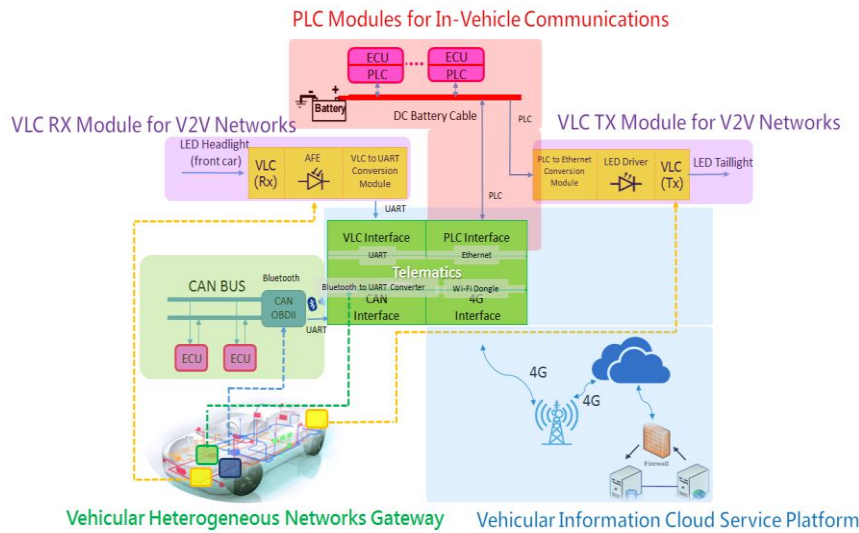 PLC Modules for In-Vehicle Communications
ECU
PLC
ECU
PLC
- +
Battery
DC Battery Cable
PLC
VLC RX Module for V2V Networks
LED Headlight
(front car)
VLC
(Rx)
AFE
VLC to UART
Conversion
Module
UART
PLC
VLC TX Module for V2V Networks
PLC to Ethernet
Conversion
Module
LED Driver
VLC
(Tx)
LED Taillight
VLC Interface
PLC Interface
UART
Ethernet
Telematics
Bluetooth to UART Converter
Wi-Fi Dongle
CAN
Interface
4G
Interface
CAN BUS
Bluetooth
CAN
OBDII
UART
ECU
ECU
4G
4G
Firewall
Vehicular Heterogeneous Networks Gateway
Vehicular Information Cloud Service Platform